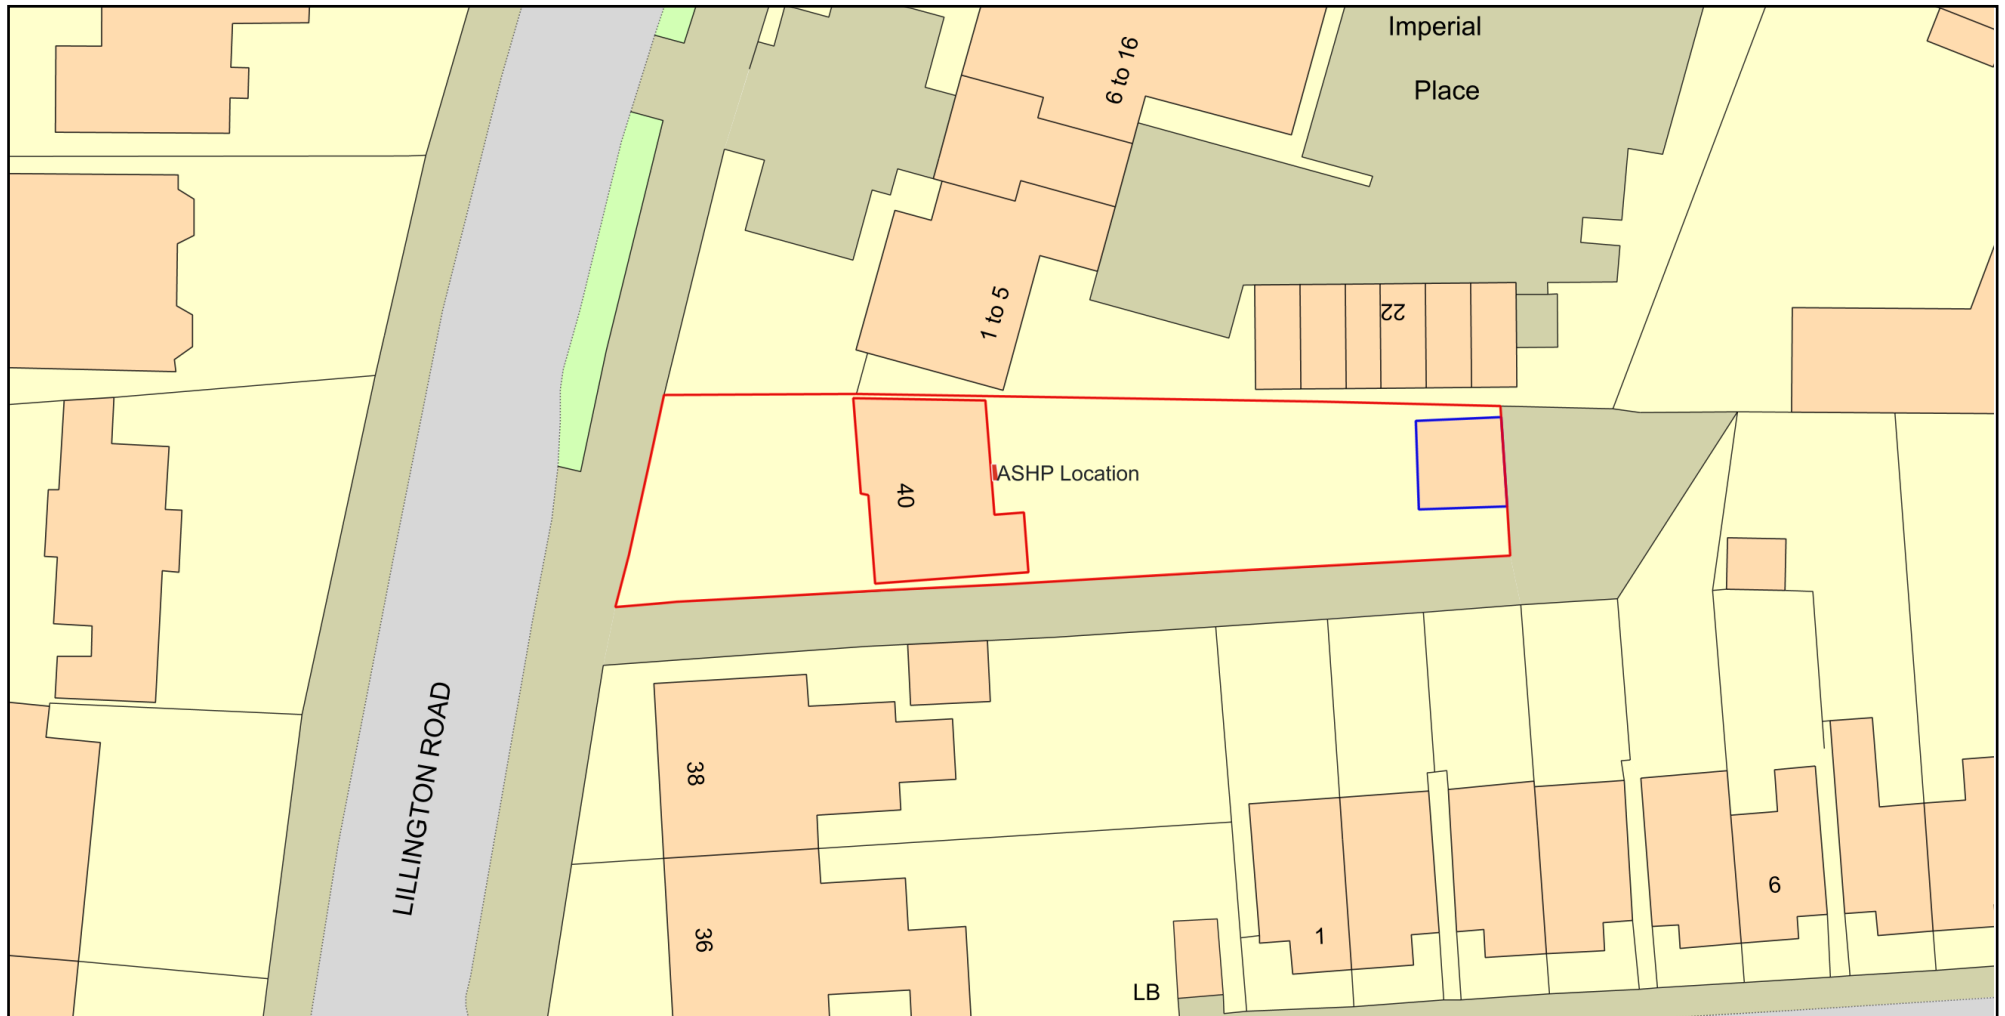 Imperial
Place
6 to 16
1 to 5
22
ASHP Location
40
LILLINGTON ROAD
38
36
1
6
LB